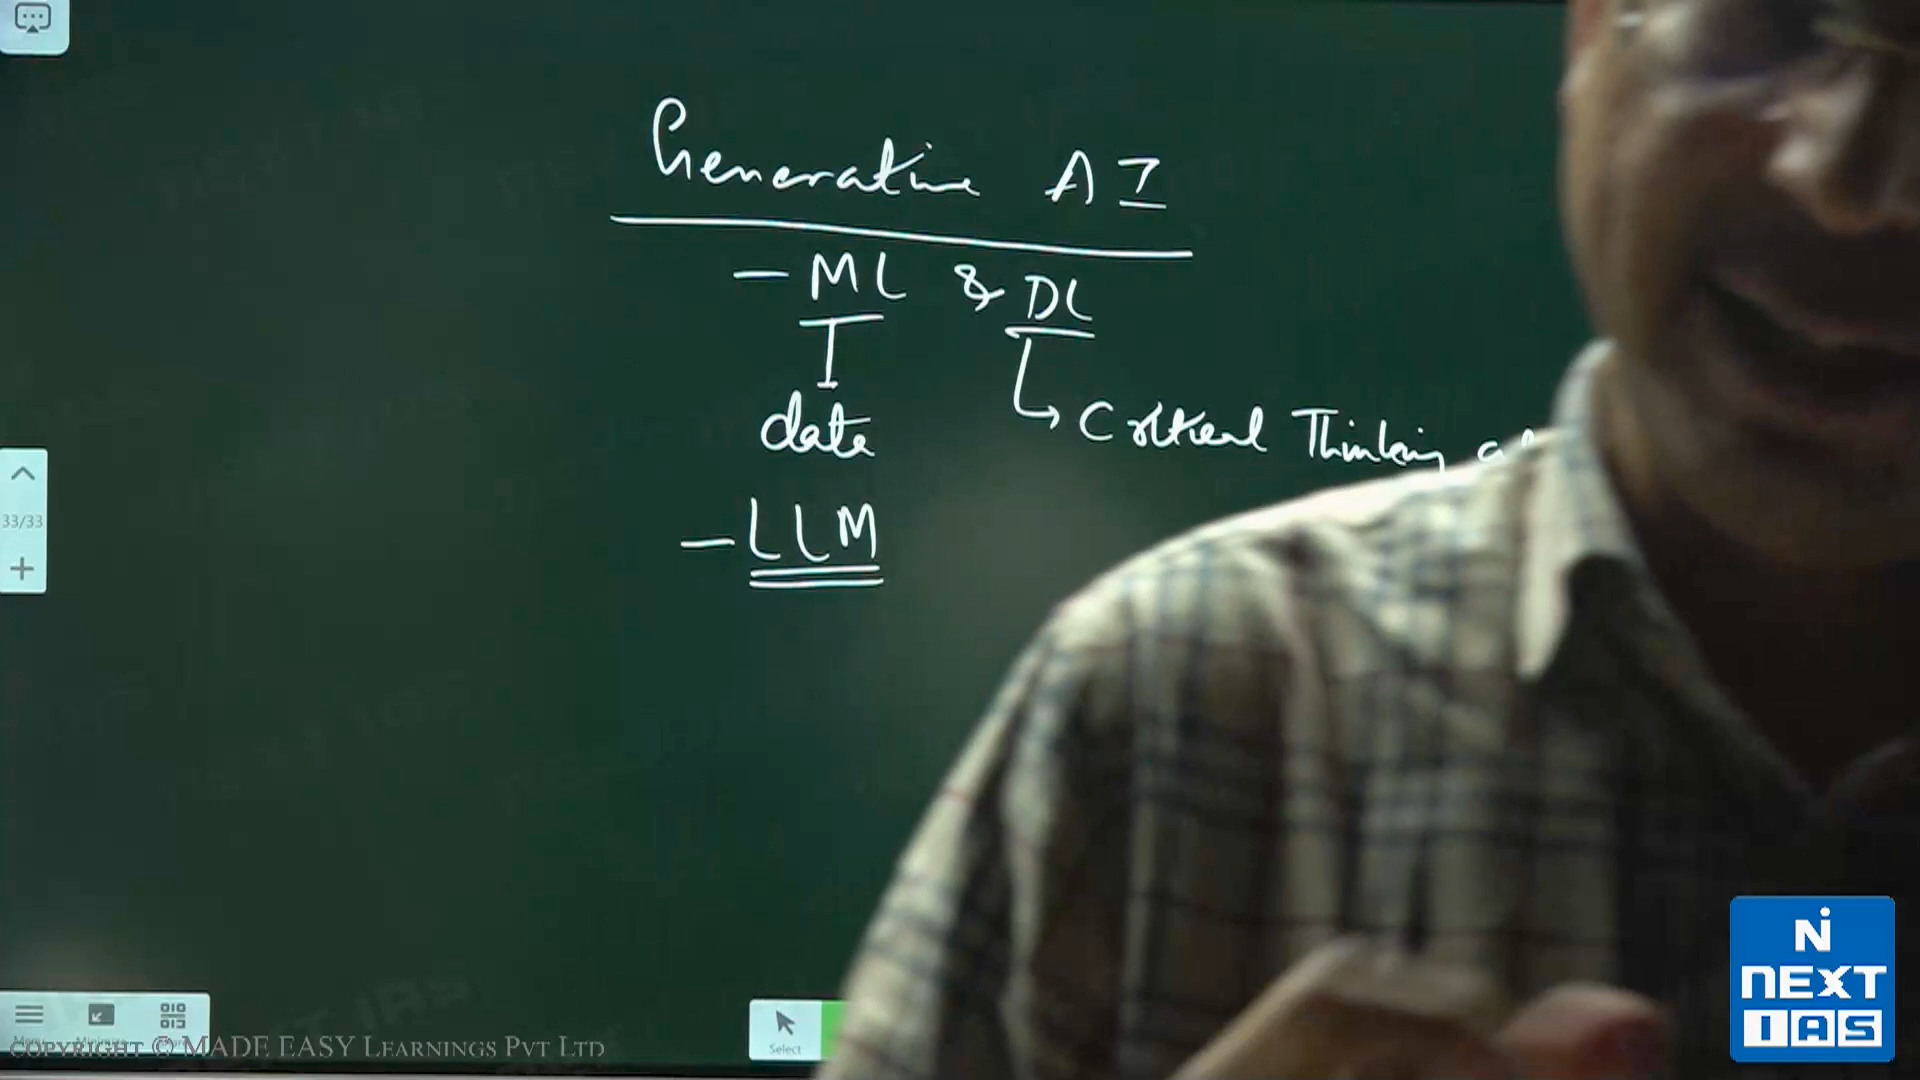 Generative AI
- ML & DL
data
Critical Thinking
- LLM
33/33
Select
COPYRIGHT © MADE EASY LEARNINGS PVT LTD
N
NEXT
IAS